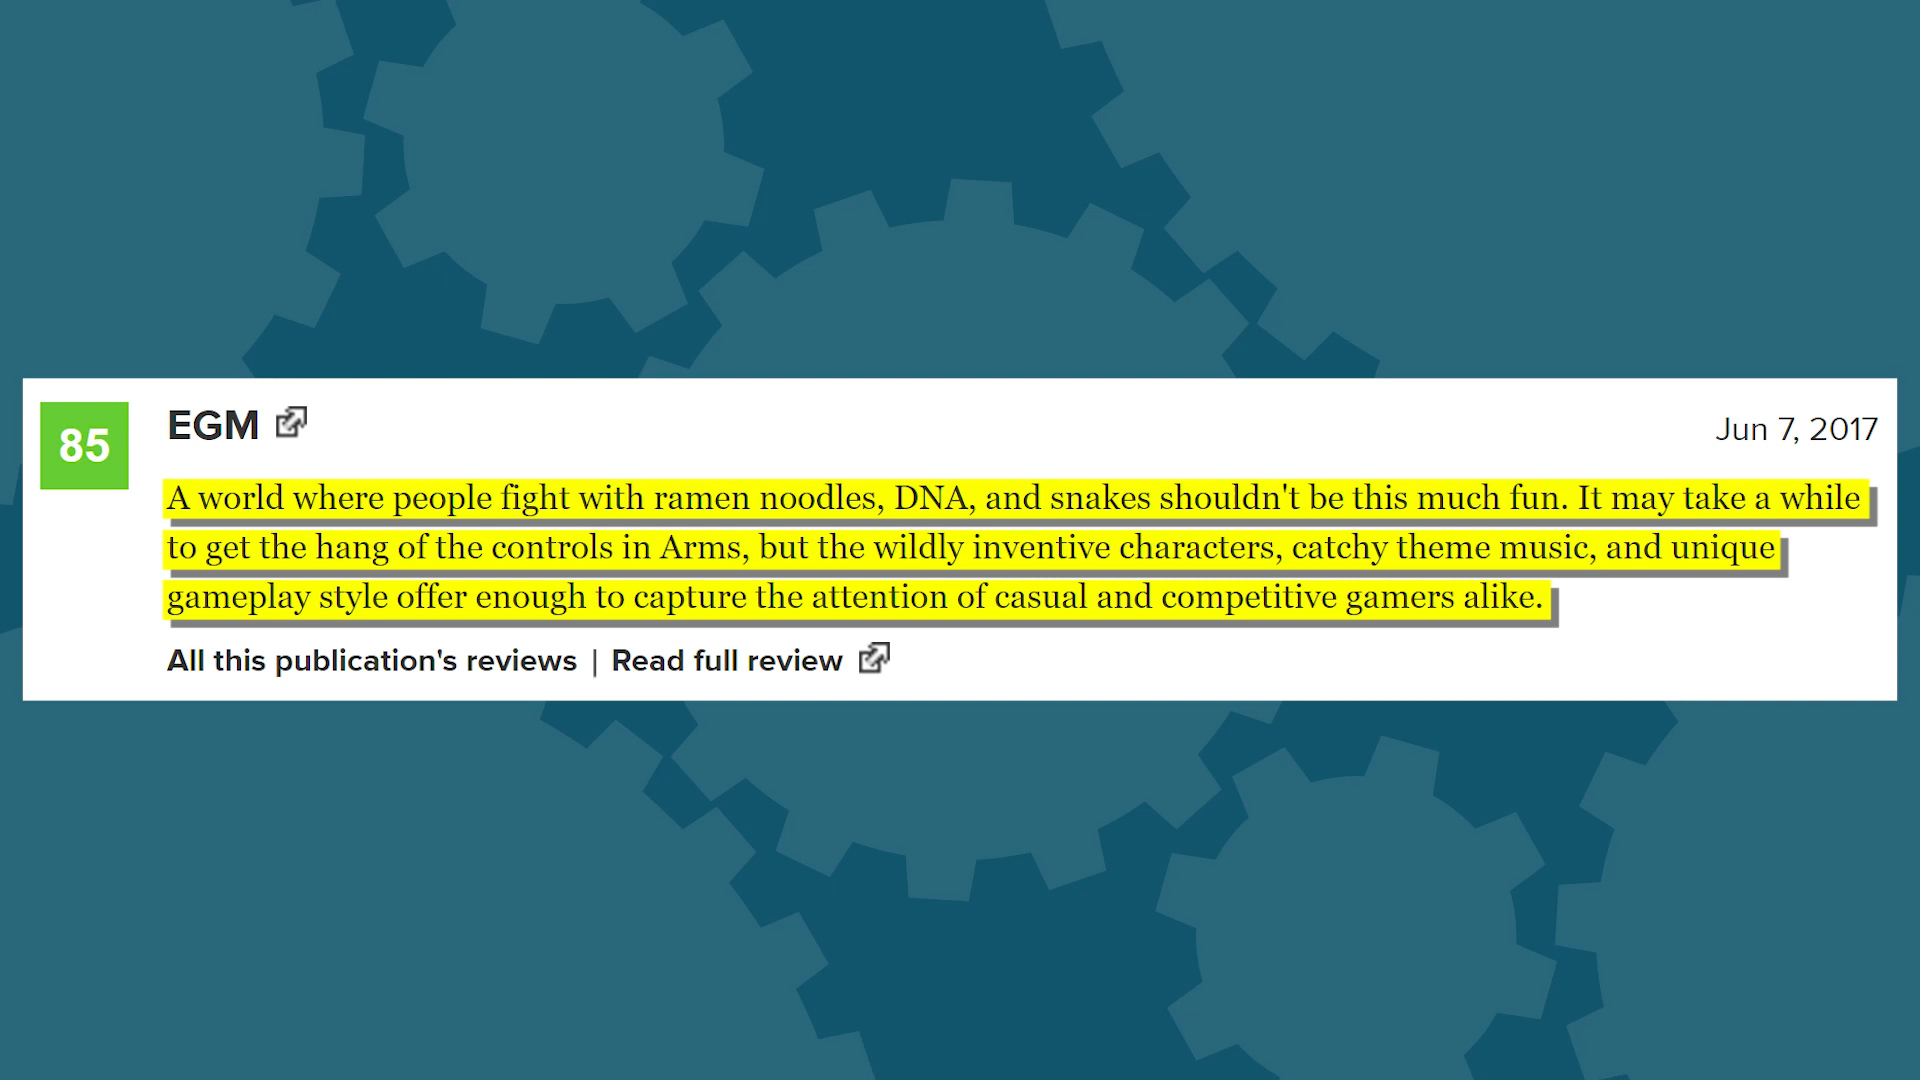 85
EGM
Jun 7, 2017
A world where people fight with ramen noodles, DNA, and snakes shouldn't be this much fun. It may take a while
to get the hang of the controls in Arms, but the wildly inventive characters, catchy theme music, and unique
gameplay style offer enough to capture the attention of casual and competitive gamers alike.
All this publication's reviews | Read full review